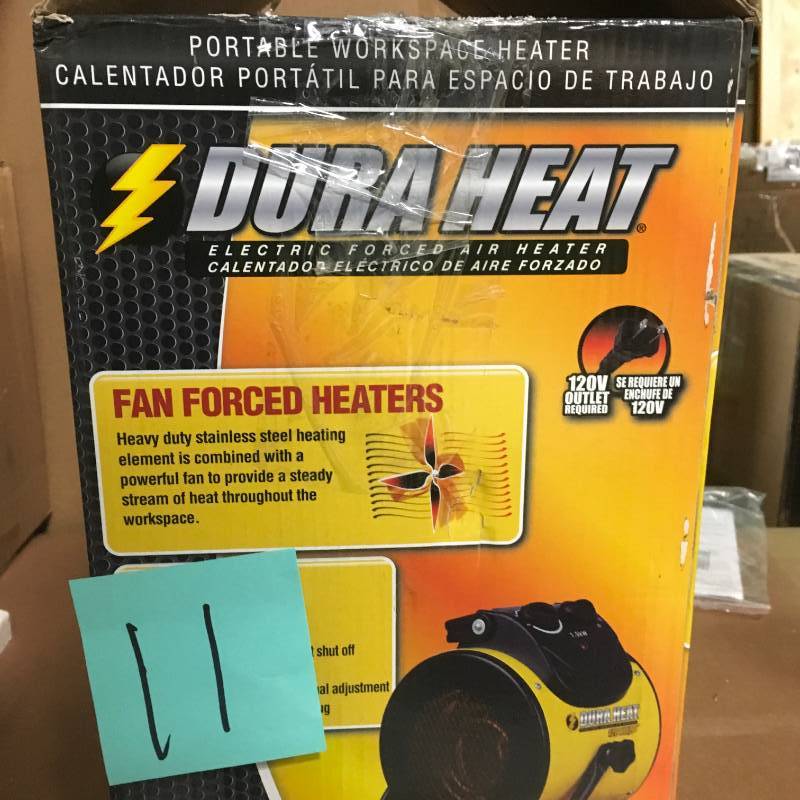 PORTABLE WORKSPACE HEATER
CALENTADOR PORTÁTIL PARA ESPACIO DE TRABAJO
DURA HEAT®
ELECTRIC FORCED AIR HEATER
CALENTADOR ELÉCTRICO DE AIRE FORZADO
120V
OUTLET
REQUIRED
SE REQUIERE UN
ENCHUFE DE
120V
FAN FORCED HEATERS
Heavy duty stainless steel heating
element is combined with a
powerful fan to provide a steady
stream of heat throughout the
workspace.
11
shut off
adjustment
1.5kW
DURA HEAT